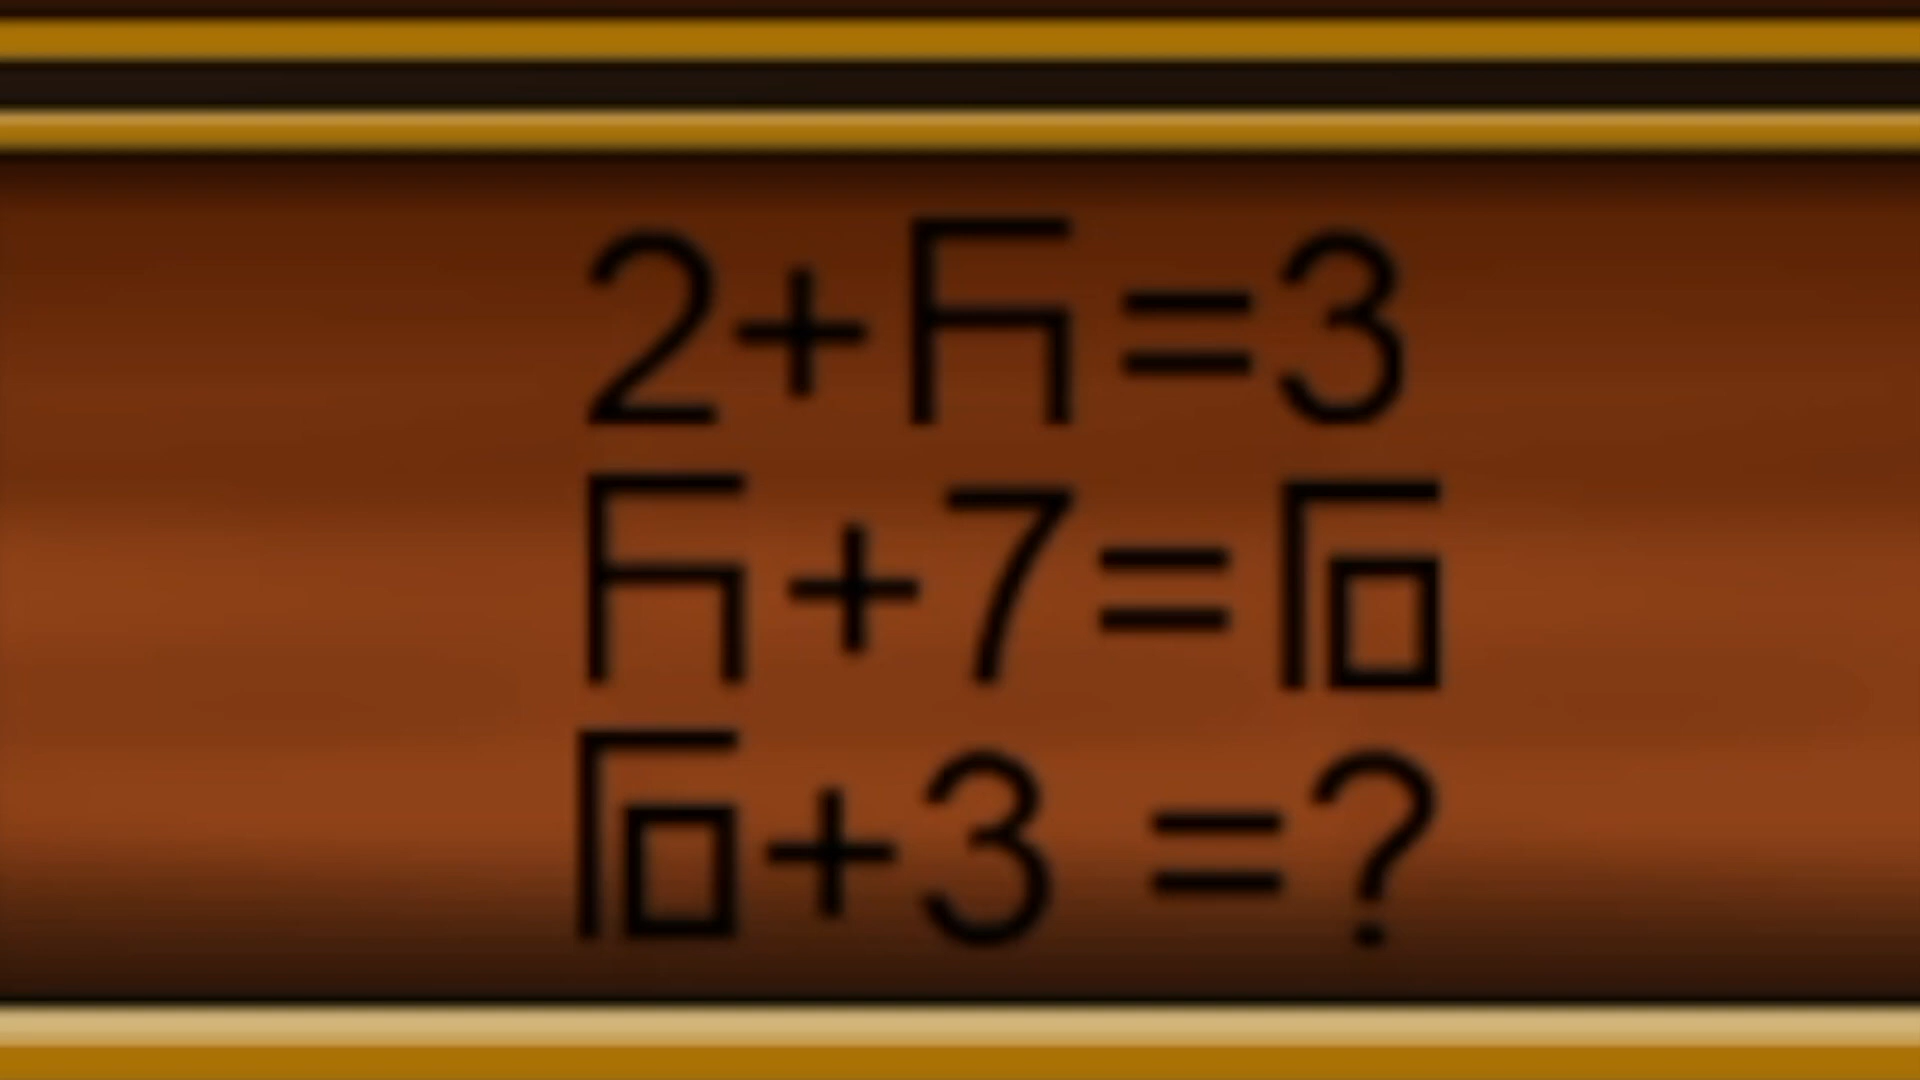 2+ =3
+7=
+3 =?